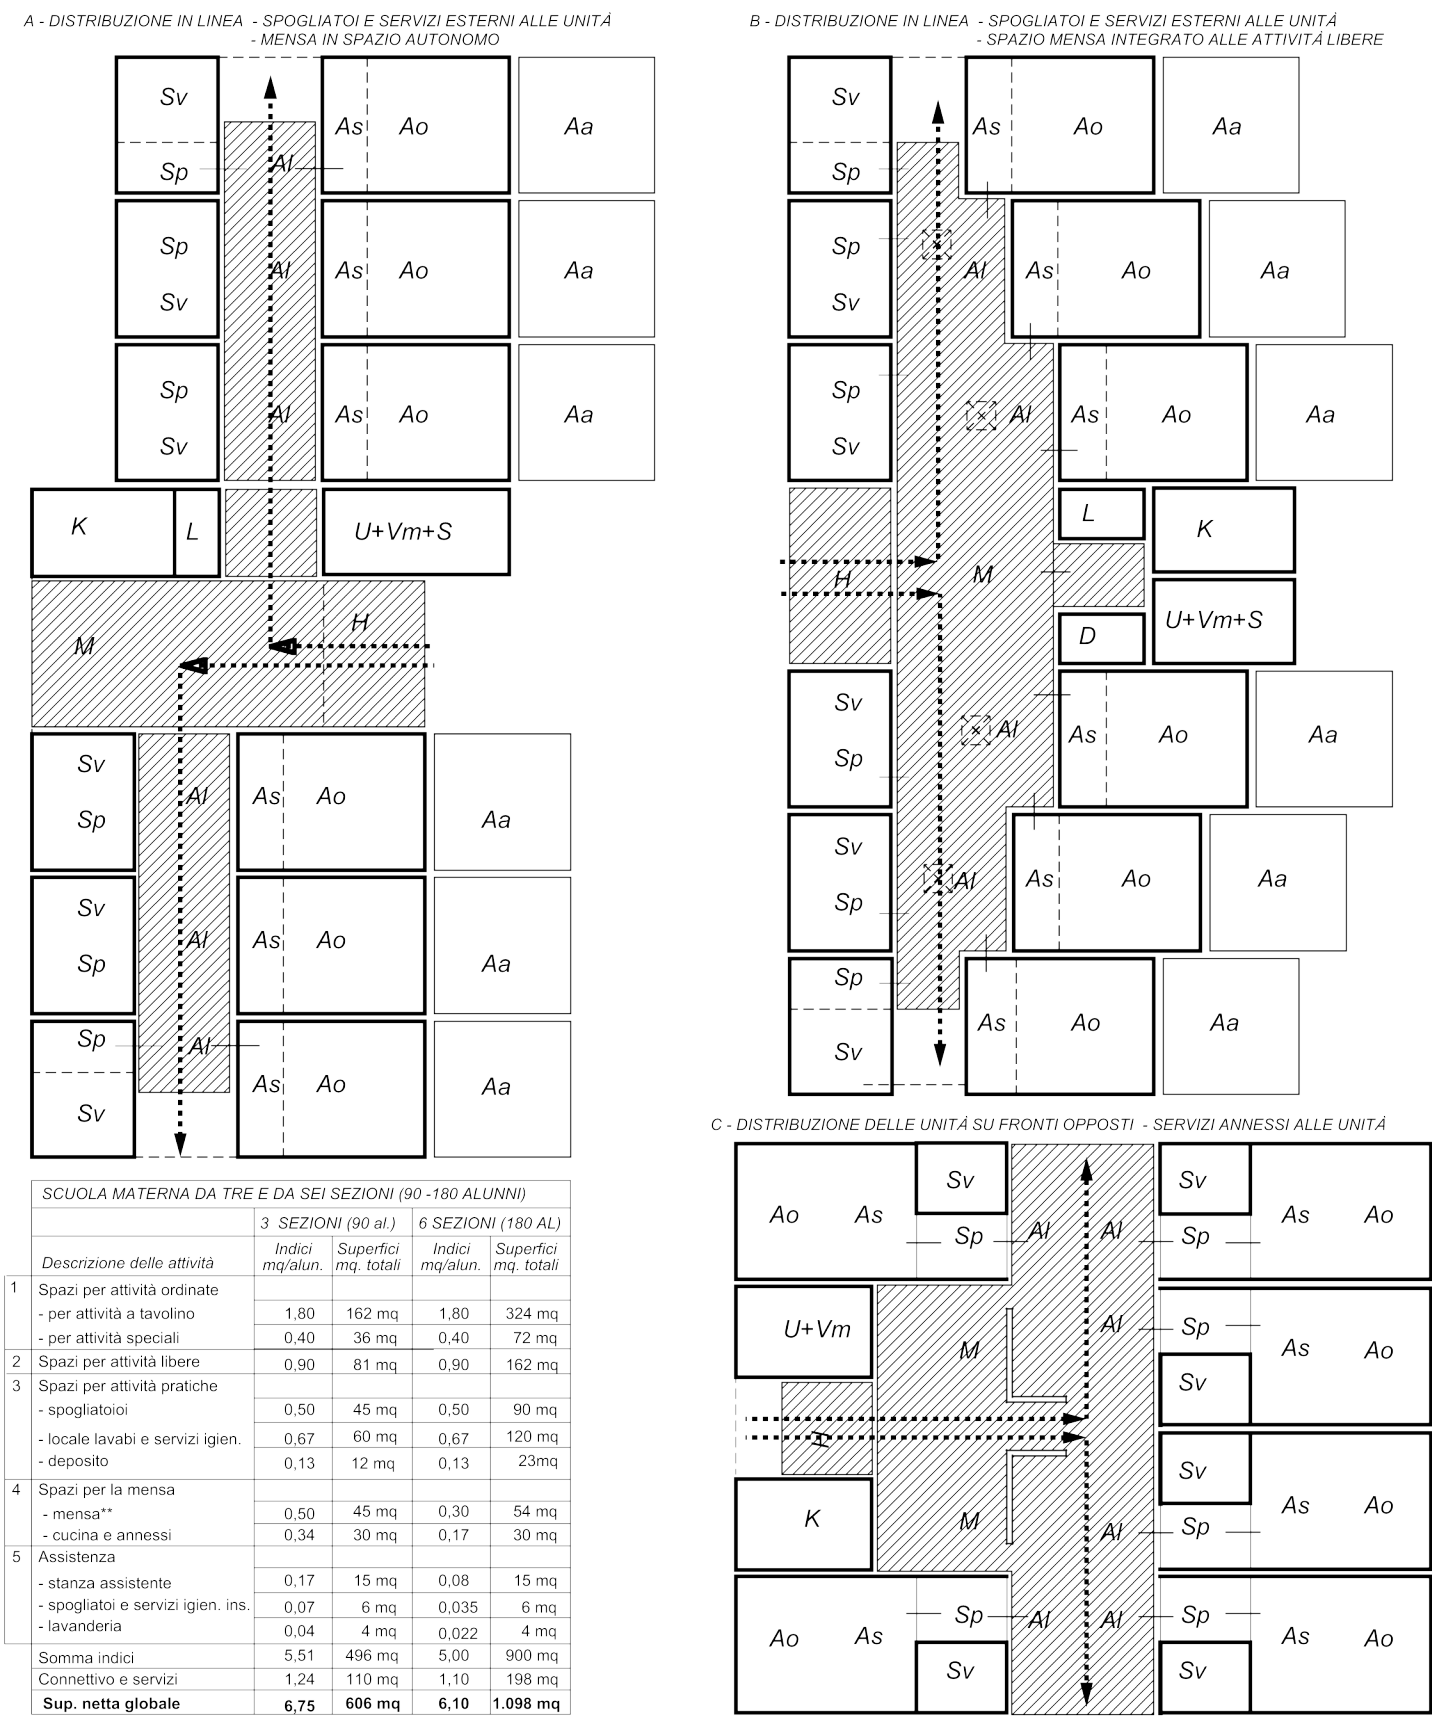 A - DISTRIBUZIONE IN LINEA - SPOGLIATOI E SERVIZI ESTERNI ALLE UNITÀ
- MENSA IN SPAZIO AUTONOMO
Sv
As Ao Aa
Sp Al
Sp
Al As Ao Aa
Sv
Sp
Al As Ao Aa
Sv
K L U+Vm+S
M H
Sv
Al As Ao
Sp Aa
Sv
Al As Ao
Sp Aa
Sp Al
As Ao Aa
Sv
B - DISTRIBUZIONE IN LINEA - SPOGLIATOI E SERVIZI ESTERNI ALLE UNITÀ
- SPAZIO MENSA INTEGRATO ALLE ATTIVITÀ LIBERE
Sv
As Ao Aa
Sp
Sp
Al As Ao Aa
Sv
Sp
Al As Ao Aa
Sv
L K
H M
D U+Vm+S
Sv
Al As Ao Aa
Sp
Sv
Al As Ao Aa
Sp
Sp
As Ao Aa
Sv
C - DISTRIBUZIONE DELLE UNITÀ SU FRONTI OPPOSTI - SERVIZI ANNESSI ALLE UNITÀ
Sv Sv
Ao As As Ao
Sp Al Al Sp
U+Vm M Al Sp
As Ao
Sv
H
Sv
K M Al Sp As Ao
Sp Al Al Sp
Ao As As Ao
Sv Sv
SCUOLA MATERNA DA TRE E DA SEI SEZIONI (90 -180 ALUNNI)
3 SEZIONI (90 al.) 6 SEZIONI (180 AL)
Descrizione delle attività Indici mq/alun. Superfici mq. totali Indici mq/alun. Superfici mq. totali
1 Spazi per attività ordinate
- per attività a tavolino 1,80 162 mq 1,80 324 mq
- per attività speciali 0,40 36 mq 0,40 72 mq
2 Spazi per attività libere 0,90 81 mq 0,90 162 mq
3 Spazi per attività pratiche
- spogliatoioi 0,50 45 mq 0,50 90 mq
- locale lavabi e servizi igien. 0,67 60 mq 0,67 120 mq
- deposito 0,13 12 mq 0,13 23mq
4 Spazi per la mensa
- mensa** 0,50 45 mq 0,30 54 mq
- cucina e annessi 0,34 30 mq 0,17 30 mq
5 Assistenza
- stanza assistente 0,17 15 mq 0,08 15 mq
- spogliatoi e servizi igien. ins. 0,07 6 mq 0,035 6 mq
- lavanderia 0,04 4 mq 0,022 4 mq
Somma indici 5,51 496 mq 5,00 900 mq
Connettivo e servizi 1,24 110 mq 1,10 198 mq
Sup. netta globale 6,75 606 mq 6,10 1.098 mq